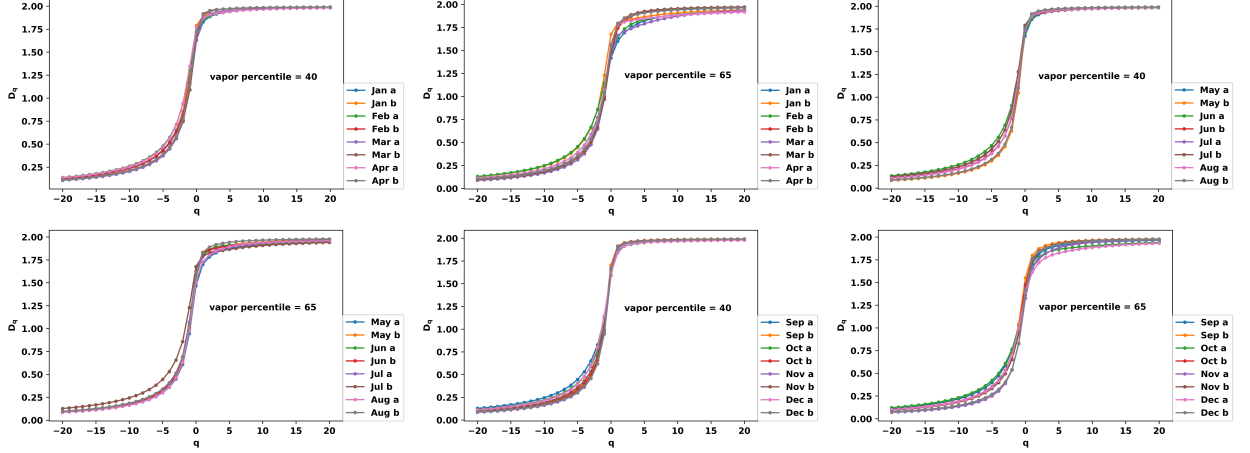 2.00
1.75
1.50
1.25
1.00
0.75
0.50
0.25
Dq
−20 −15 −10 −5 0 5 10 15 20
q
vapor percentile = 40
Jan a
Jan b
Feb a
Feb b
Mar a
Mar b
Apr a
Apr b
2.00
1.75
1.50
1.25
1.00
0.75
0.50
0.25
0.00
Dq
−20 −15 −10 −5 0 5 10 15 20
q
vapor percentile = 65
Jan a
Jan b
Feb a
Feb b
Mar a
Mar b
Apr a
Apr b
2.00
1.75
1.50
1.25
1.00
0.75
0.50
0.25
0.00
Dq
−20 −15 −10 −5 0 5 10 15 20
q
vapor percentile = 40
May a
May b
Jun a
Jun b
Jul a
Jul b
Aug a
Aug b
2.00
1.75
1.50
1.25
1.00
0.75
0.50
0.25
0.00
Dq
−20 −15 −10 −5 0 5 10 15 20
q
vapor percentile = 65
May a
May b
Jun a
Jun b
Jul a
Jul b
Aug a
Aug b
2.00
1.75
1.50
1.25
1.00
0.75
0.50
0.25
0.00
Dq
−20 −15 −10 −5 0 5 10 15 20
q
vapor percentile = 40
Sep a
Sep b
Oct a
Oct b
Nov a
Nov b
Dec a
Dec b
2.00
1.75
1.50
1.25
1.00
0.75
0.50
0.25
0.00
Dq
−20 −15 −10 −5 0 5 10 15 20
q
vapor percentile = 65
Sep a
Sep b
Oct a
Oct b
Nov a
Nov b
Dec a
Dec b